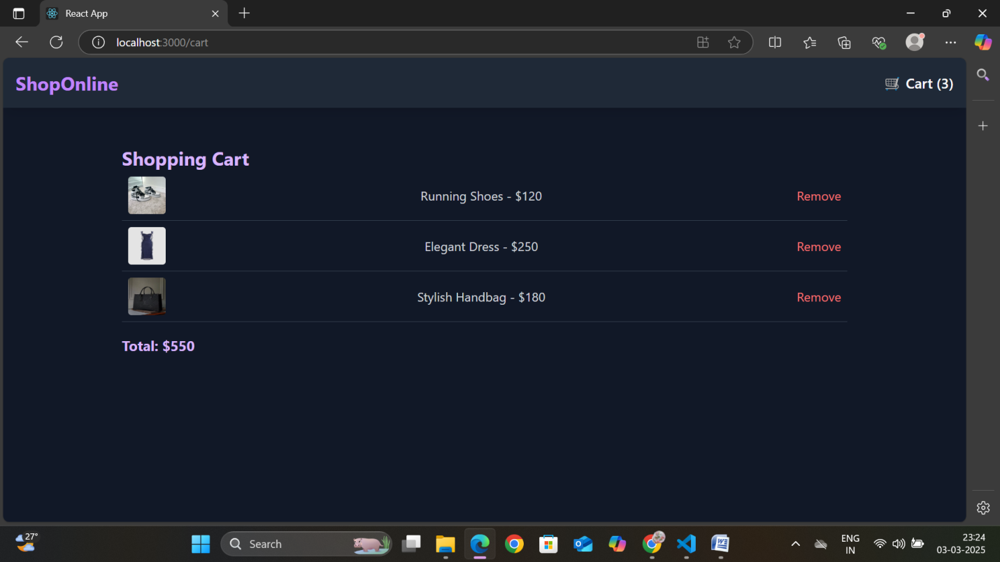 React App
localhost:3000/cart
ShopOnline
Cart (3)
Shopping Cart
Running Shoes - $120
Remove
Elegant Dress - $250
Remove
Stylish Handbag - $180
Remove
Total: $550
27°
Search
ENG
IN
23:24
03-03-2025